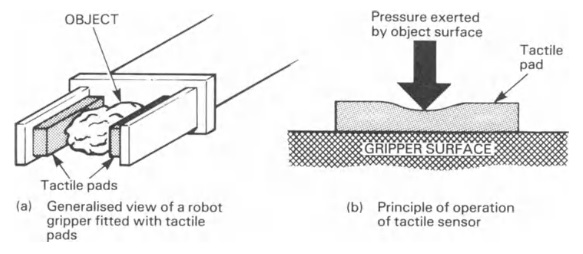 OBJECT
Tactile pads
(a) Generalised view of a robot
gripper fitted with tactile
pads
Pressure exerted
by object surface
Tactile
pad
GRIPPER SURFACE
(b) Principle of operation
of tactile sensor